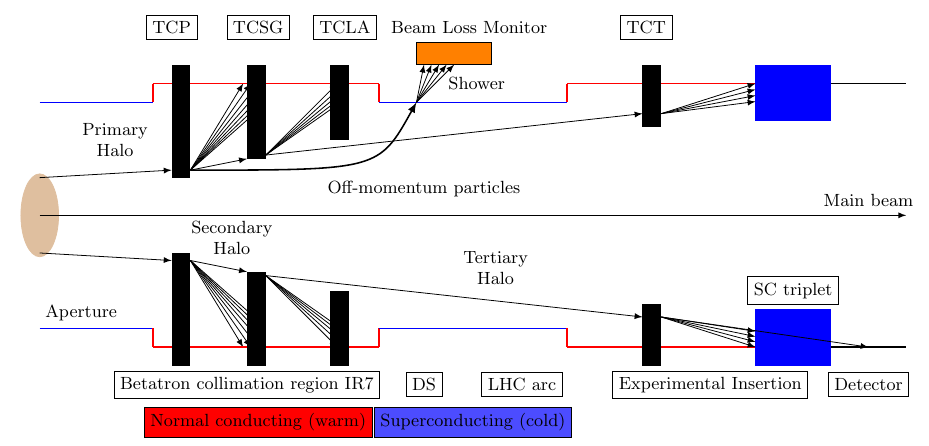 TCP
TCSG
TCLA
Beam Loss Monitor
TCT
Shower
Primary
Halo
Off-momentum particles
Main beam
Secondary
Halo
Tertiary
Halo
SC triplet
Aperture
Betatron collimation region IR7
DS
LHC arc
Experimental Insertion
Detector
Normal conducting (warm)
Superconducting (cold)